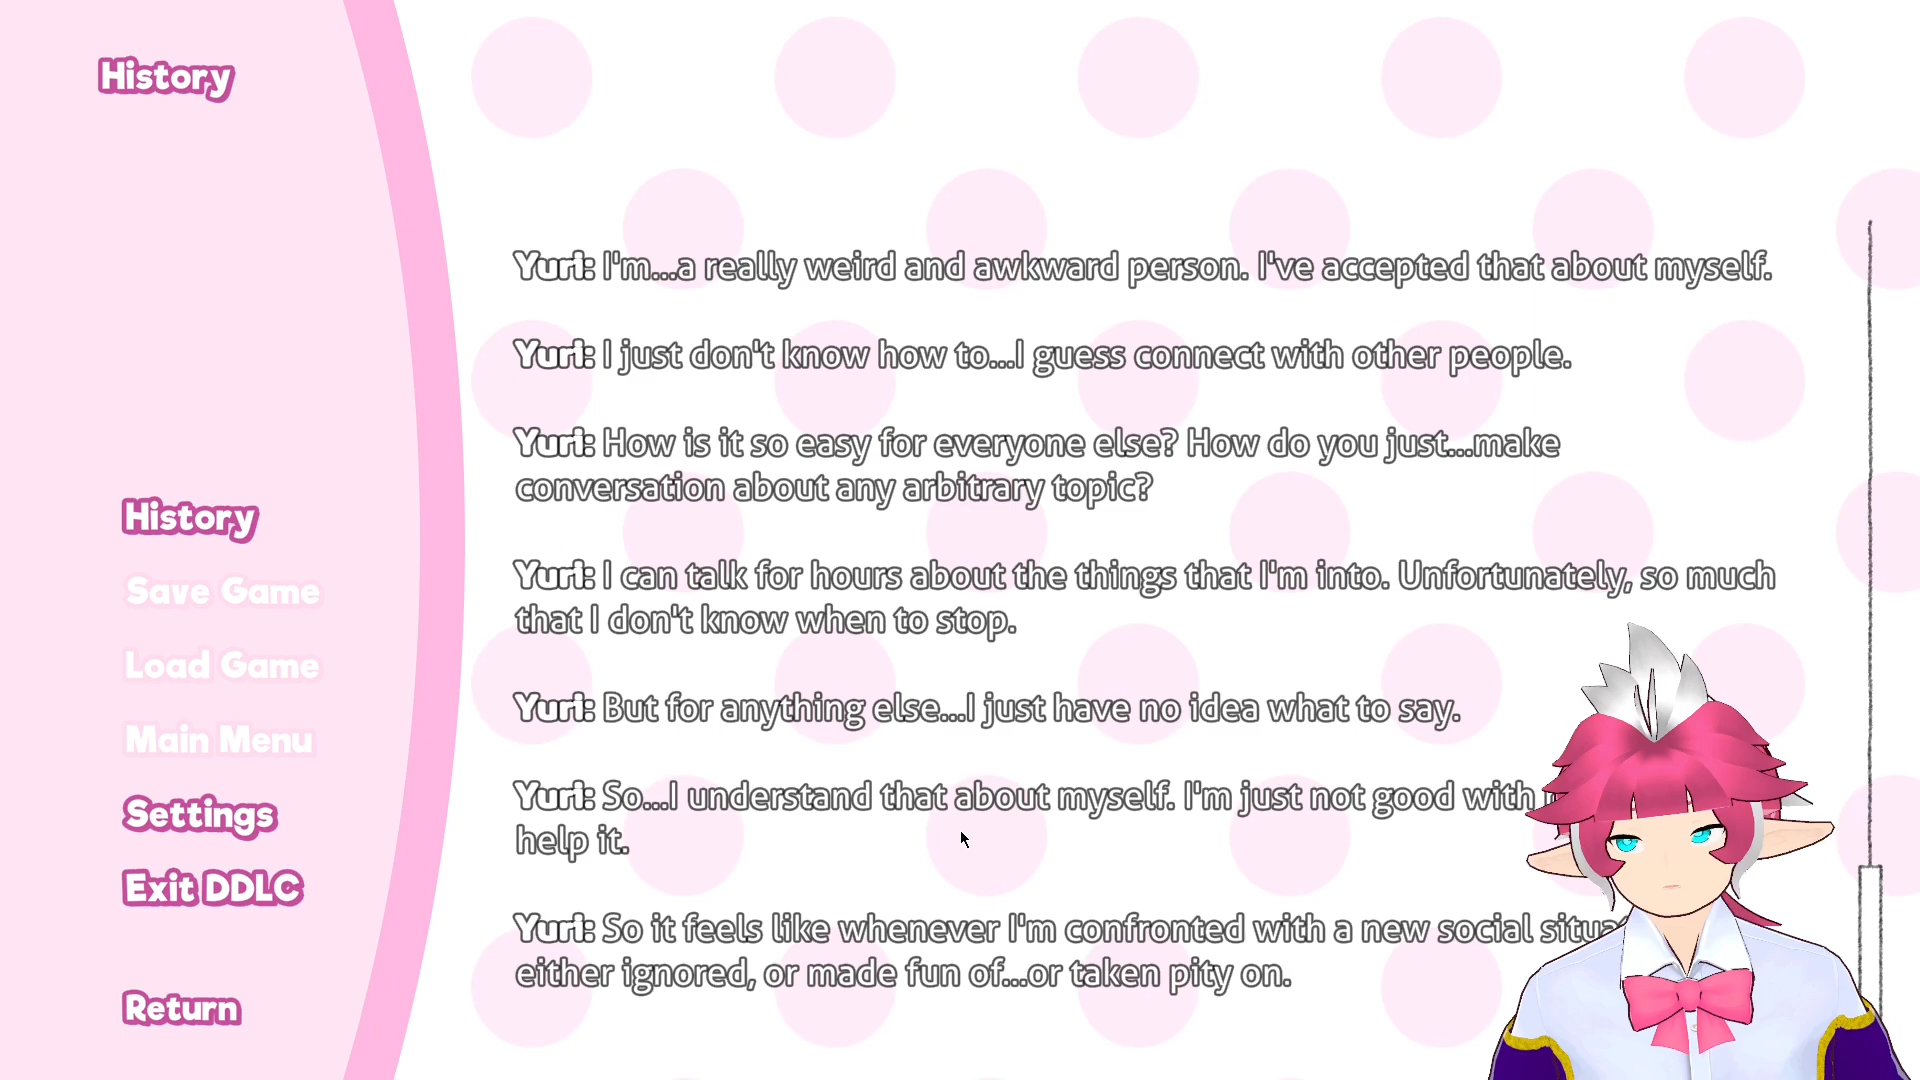 History
Yuri: I'm...a really weird and awkward person. I've accepted that about myself.
Yuri: I just don't know how to...I guess connect with other people.
Yuri: How is it so easy for everyone else? How do you just...make
conversation about any arbitrary topic?
Yuri: I can talk for hours about the things that I'm into. Unfortunately, so much
that I don't know when to stop.
Yuri: But for anything else...I just have no idea what to say.
Yuri: So...I understand that about myself. I'm just not good with
help it.
Yuri: So it feels like whenever I'm confronted with a new social
either ignored, or made fun of...or taken pity on.
History
Save Game
Load Game
Main Menu
Settings
Exit DDLC
Return